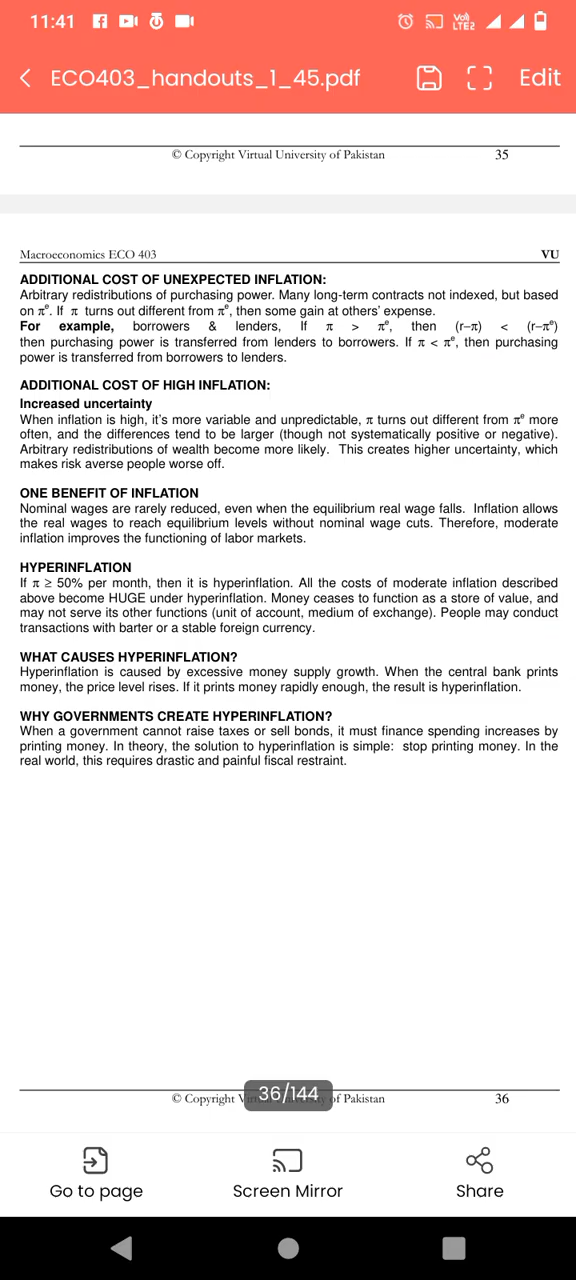 11:41
Vo))
LTE2
ECO403_handouts_1_45.pdf
Edit
© Copyright Virtual University of Pakistan 35
Macroeconomics ECO 403 VU
ADDITIONAL COST OF UNEXPECTED INFLATION:
Arbitrary redistributions of purchasing power. Many long-term contracts not indexed, but based
on πᵉ. If π turns out different from πᵉ, then some gain at others' expense.
For example, borrowers & lenders, If π > πᵉ, then (r–π) < (r–πᵉ)
then purchasing power is transferred from lenders to borrowers. If π < πᵉ, then purchasing
power is transferred from borrowers to lenders.
ADDITIONAL COST OF HIGH INFLATION:
Increased uncertainty
When inflation is high, it's more variable and unpredictable, π turns out different from πᵉ more
often, and the differences tend to be larger (though not systematically positive or negative).
Arbitrary redistributions of wealth become more likely. This creates higher uncertainty, which
makes risk averse people worse off.
ONE BENEFIT OF INFLATION
Nominal wages are rarely reduced, even when the equilibrium real wage falls. Inflation allows
the real wages to reach equilibrium levels without nominal wage cuts. Therefore, moderate
inflation improves the functioning of labor markets.
HYPERINFLATION
If π ≥ 50% per month, then it is hyperinflation. All the costs of moderate inflation described
above become HUGE under hyperinflation. Money ceases to function as a store of value, and
may not serve its other functions (unit of account, medium of exchange). People may conduct
transactions with barter or a stable foreign currency.
WHAT CAUSES HYPERINFLATION?
Hyperinflation is caused by excessive money supply growth. When the central bank prints
money, the price level rises. If it prints money rapidly enough, the result is hyperinflation.
WHY GOVERNMENTS CREATE HYPERINFLATION?
When a government cannot raise taxes or sell bonds, it must finance spending increases by
printing money. In theory, the solution to hyperinflation is simple: stop printing money. In the
real world, this requires drastic and painful fiscal restraint.
© Copyright of Pakistan 36
36/144
Go to page
Screen Mirror
Share